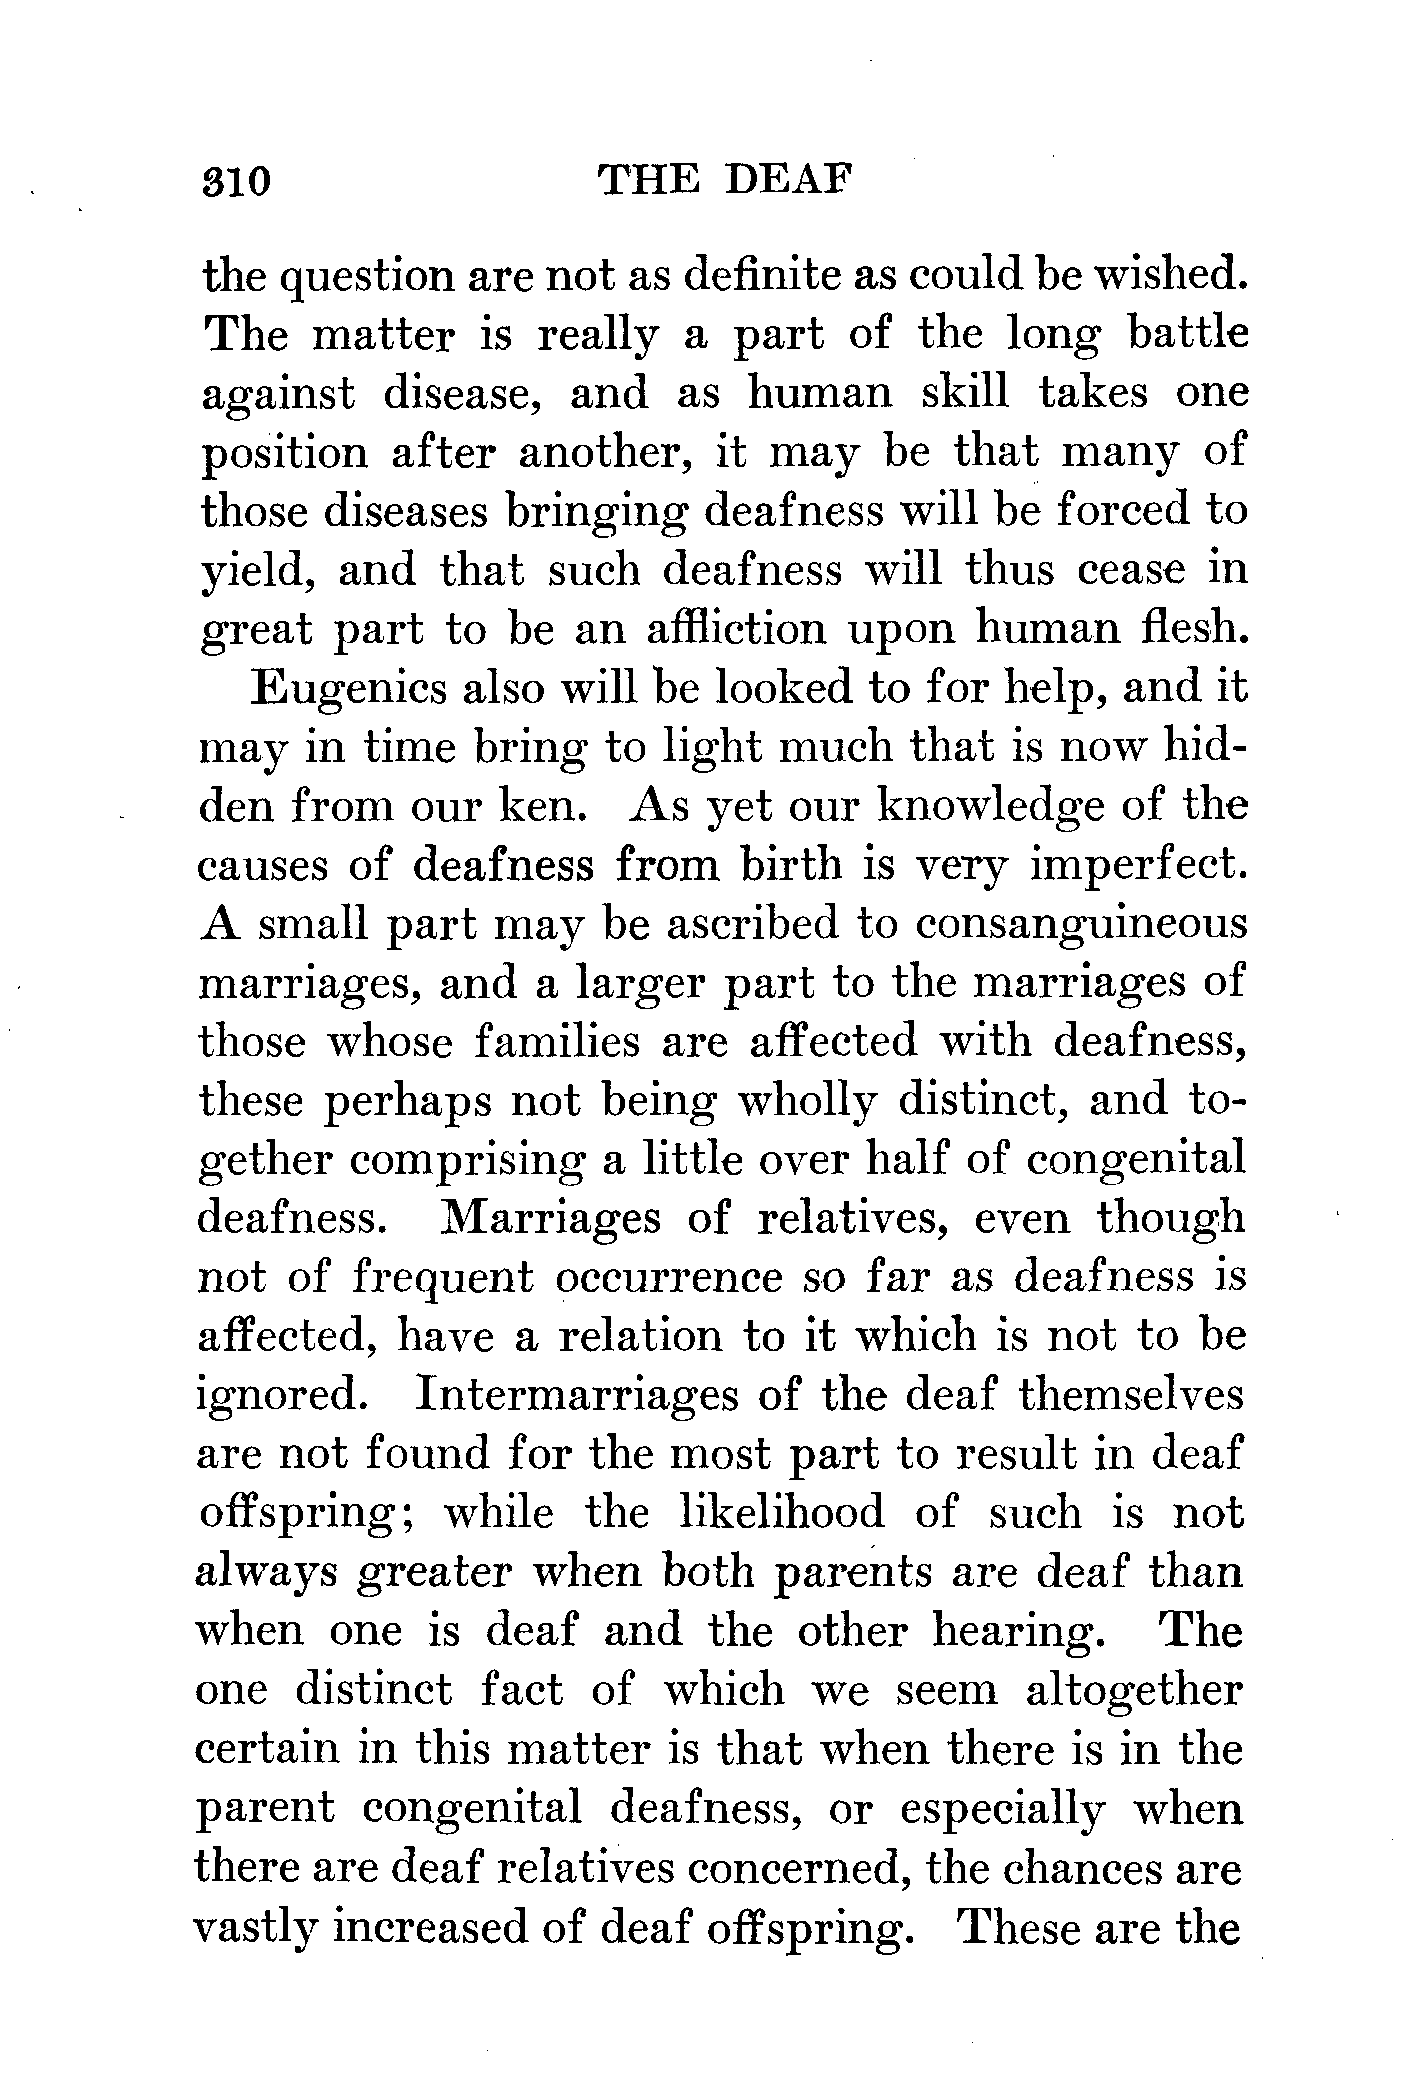 310 THE DEAF
the question are not as definite as could be wished.
The matter is really a part of the long battle
against disease, and as human skill takes one
position after another, it may be that many of
those diseases bringing deafness will be forced to
yield, and that such deafness will thus cease in
great part to be an affliction upon human flesh.
Eugenics also will be looked to for help, and it
may in time bring to light much that is now hid-
den from our ken. As yet our knowledge of the
causes of deafness from birth is very imperfect.
A small part may be ascribed to consanguineous
marriages, and a larger part to the marriages of
those whose families are affected with deafness,
these perhaps not being wholly distinct, and to-
gether comprising a little over half of congenital
deafness. Marriages of relatives, even though
not of frequent occurrence so far as deafness is
affected, have a relation to it which is not to be
ignored. Intermarriages of the deaf themselves
are not found for the most part to result in deaf
offspring; while the likelihood of such is not
always greater when both parents are deaf than
when one is deaf and the other hearing. The
one distinct fact of which we seem altogether
certain in this matter is that when there is in the
parent congenital deafness, or especially when
there are deaf relatives concerned, the chances are
vastly increased of deaf offspring. These are the